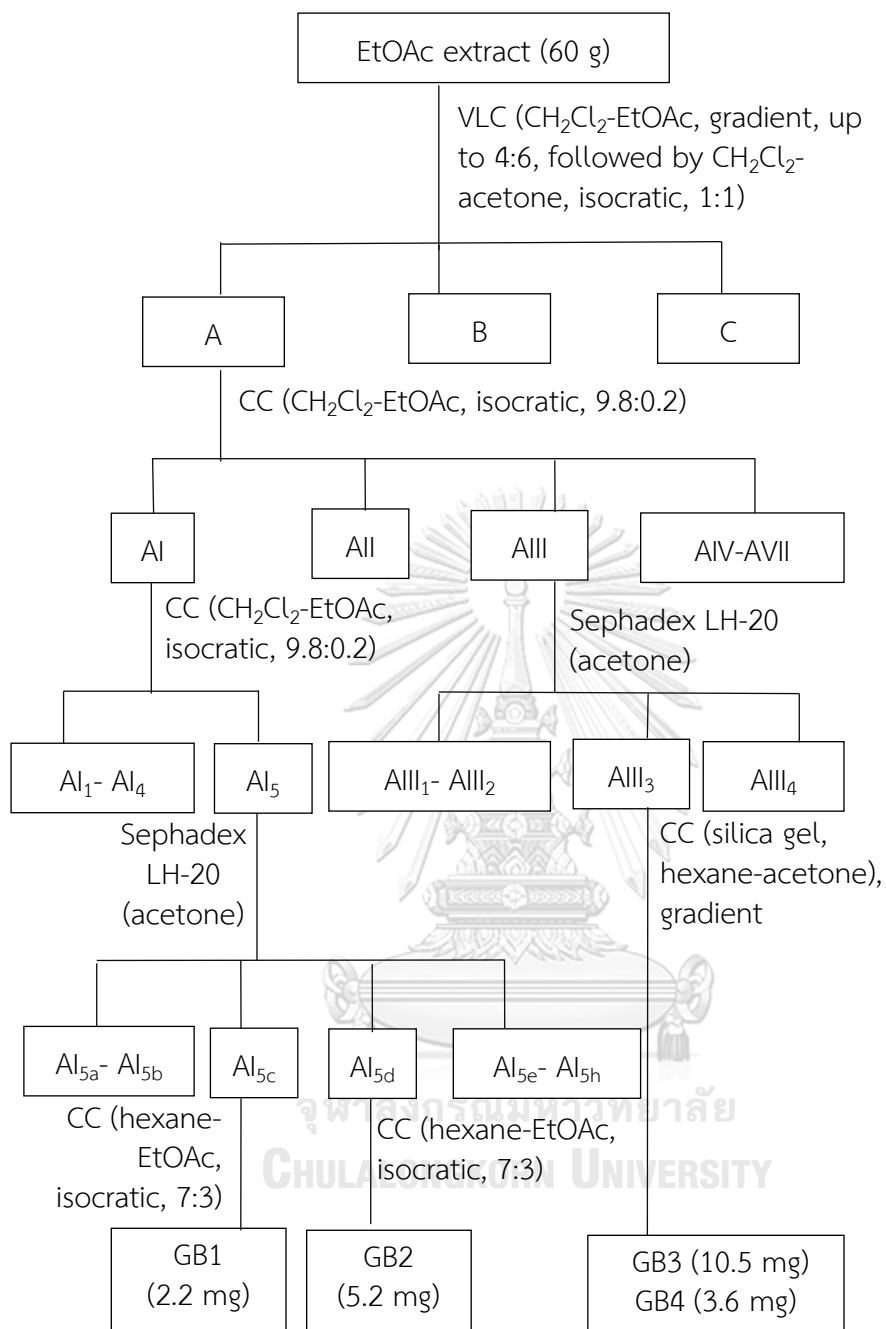 EtOAc extract (60 g)
VLC (CH₂Cl₂-EtOAc, gradient, up
to 4:6, followed by CH₂Cl₂-
acetone, isocratic, 1:1)
A
B
C
CC (CH₂Cl₂-EtOAc, isocratic, 9.8:0.2)
AI
AII
AIII
AIV-AVII
CC (CH₂Cl₂-EtOAc,
isocratic, 9.8:0.2)
Sephadex LH-20
(acetone)
AI₁- AI₄
AI₅
AIII₁- AIII₂
AIII₃
AIII₄
Sephadex
LH-20
(acetone)
CC (silica gel,
hexane-acetone),
gradient
AI5a- AI5b
AI5c
AI5d
AI5e- AI5h
CC (hexane-
EtOAc,
isocratic, 7:3)
CC (hexane-EtOAc,
isocratic, 7:3)
จุฬาลงกรณ์มหาวิทยาลัย
CHULALONGKORN UNIVERSITY
GB1
(2.2 mg)
GB2
(5.2 mg)
GB3 (10.5 mg)
GB4 (3.6 mg)